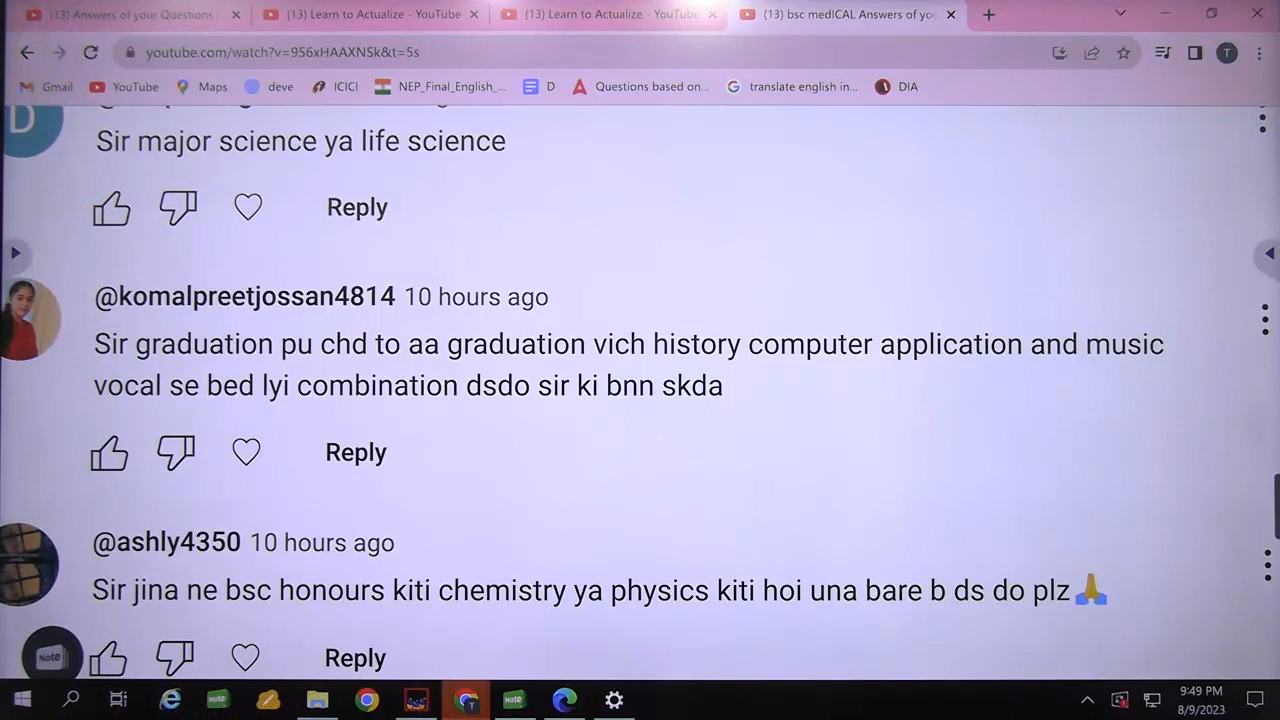 (13) Answers of your Questions
(13) Learn to Actualize - YouTube
(13) Learn to Actualize - YouTube
(13) bsc medICAL Answers of you
youtube.com/watch?v=956xHAAXNSk&t=5s
T
Gmail
YouTube
Maps
deve
ICICI
NEP_Final_English_...
D
Questions based on...
translate english in...
DIA
D
Sir major science ya life science
Reply
@komalpreetjossan4814 10 hours ago
Sir graduation pu chd to aa graduation vich history computer application and music
vocal se bed lyi combination dsdo sir ki bnn skda
Reply
@ashly4350 10 hours ago
Sir jina ne bsc honours kiti chemistry ya physics kiti hoi una bare b ds do plz🙏
Note
Reply
Note
T
Note
9:49 PM
8/9/2023